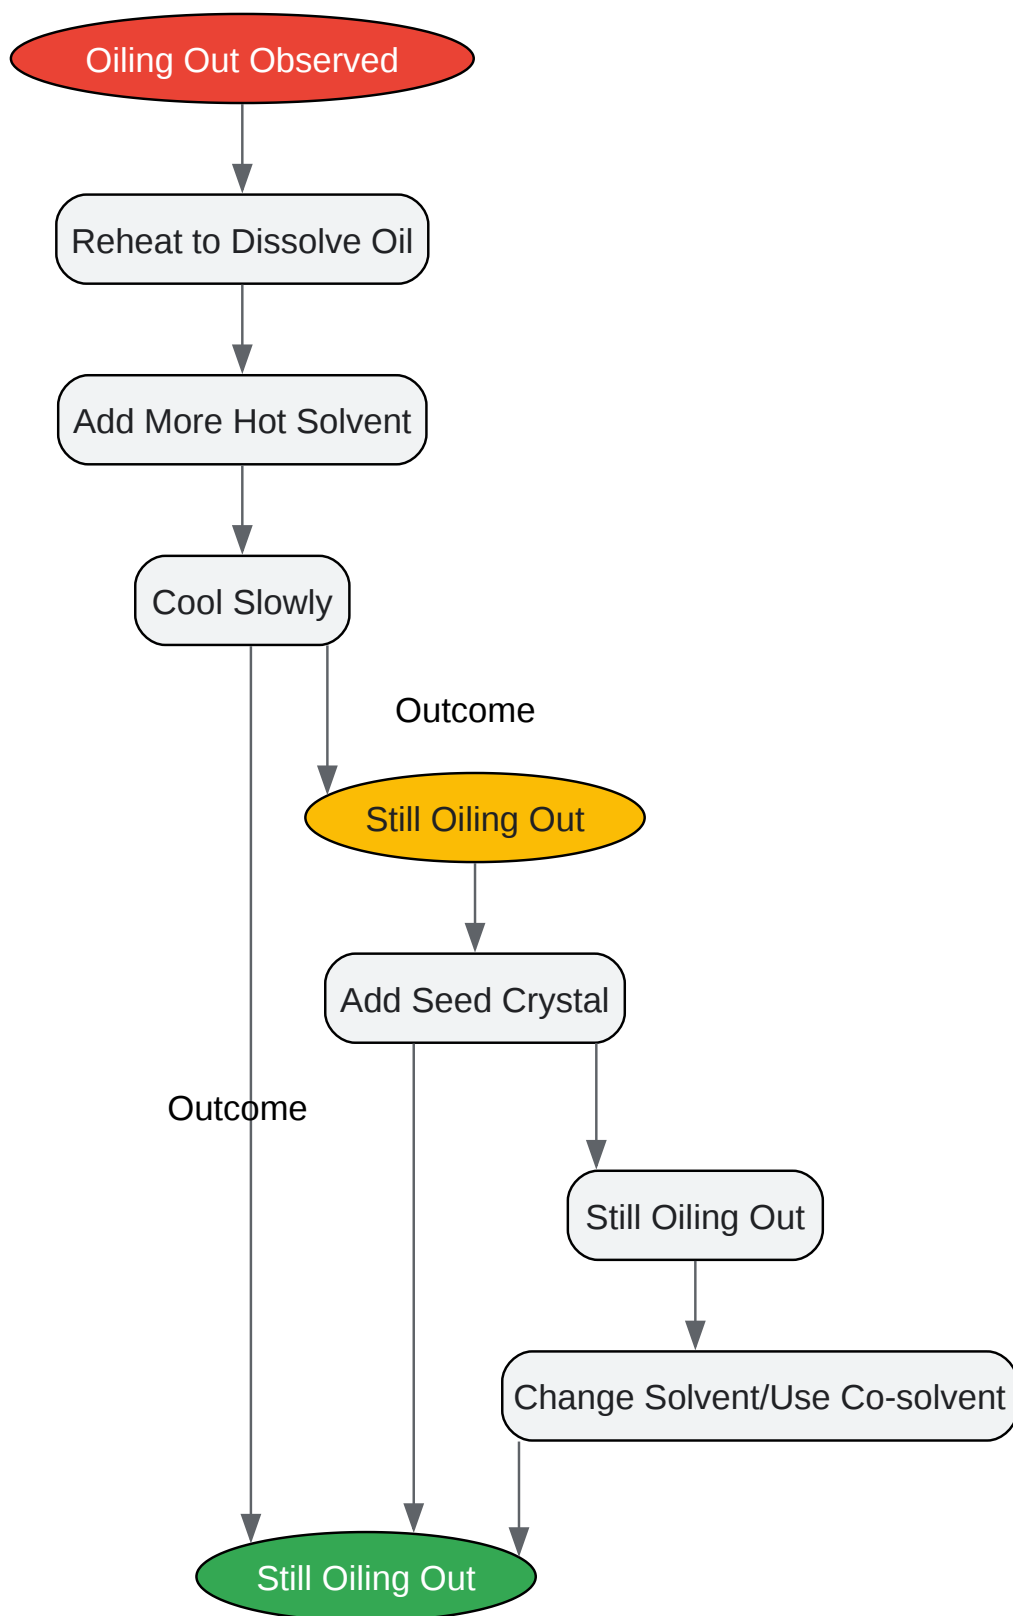 Oiling Out Observed
Reheat to Dissolve Oil
Add More Hot Solvent
Cool Slowly
Outcome
Still Oiling Out
Add Seed Crystal
Outcome
Still Oiling Out
Change Solvent/Use Co-solvent
Still Oiling Out